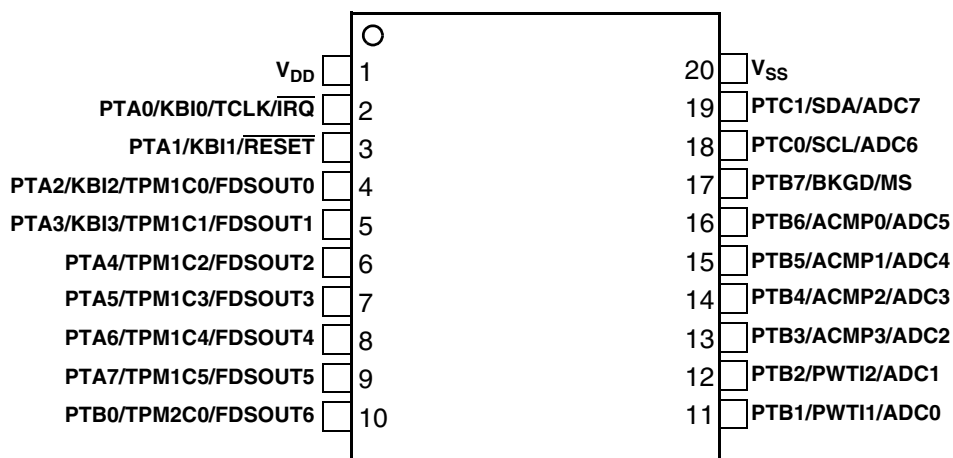 V_DD 1 20 V_SS
PTA0/KBI0/TCLK/IRQ 2 19 PTC1/SDA/ADC7
PTA1/KBI1/RESET 3 18 PTC0/SCL/ADC6
PTA2/KBI2/TPM1C0/FDSOUT0 4 17 PTB7/BKGD/MS
PTA3/KBI3/TPM1C1/FDSOUT1 5 16 PTB6/ACMP0/ADC5
PTA4/TPM1C2/FDSOUT2 6 15 PTB5/ACMP1/ADC4
PTA5/TPM1C3/FDSOUT3 7 14 PTB4/ACMP2/ADC3
PTA6/TPM1C4/FDSOUT4 8 13 PTB3/ACMP3/ADC2
PTA7/TPM1C5/FDSOUT5 9 12 PTB2/PWTI2/ADC1
PTB0/TPM2C0/FDSOUT6 10 11 PTB1/PWTI1/ADC0